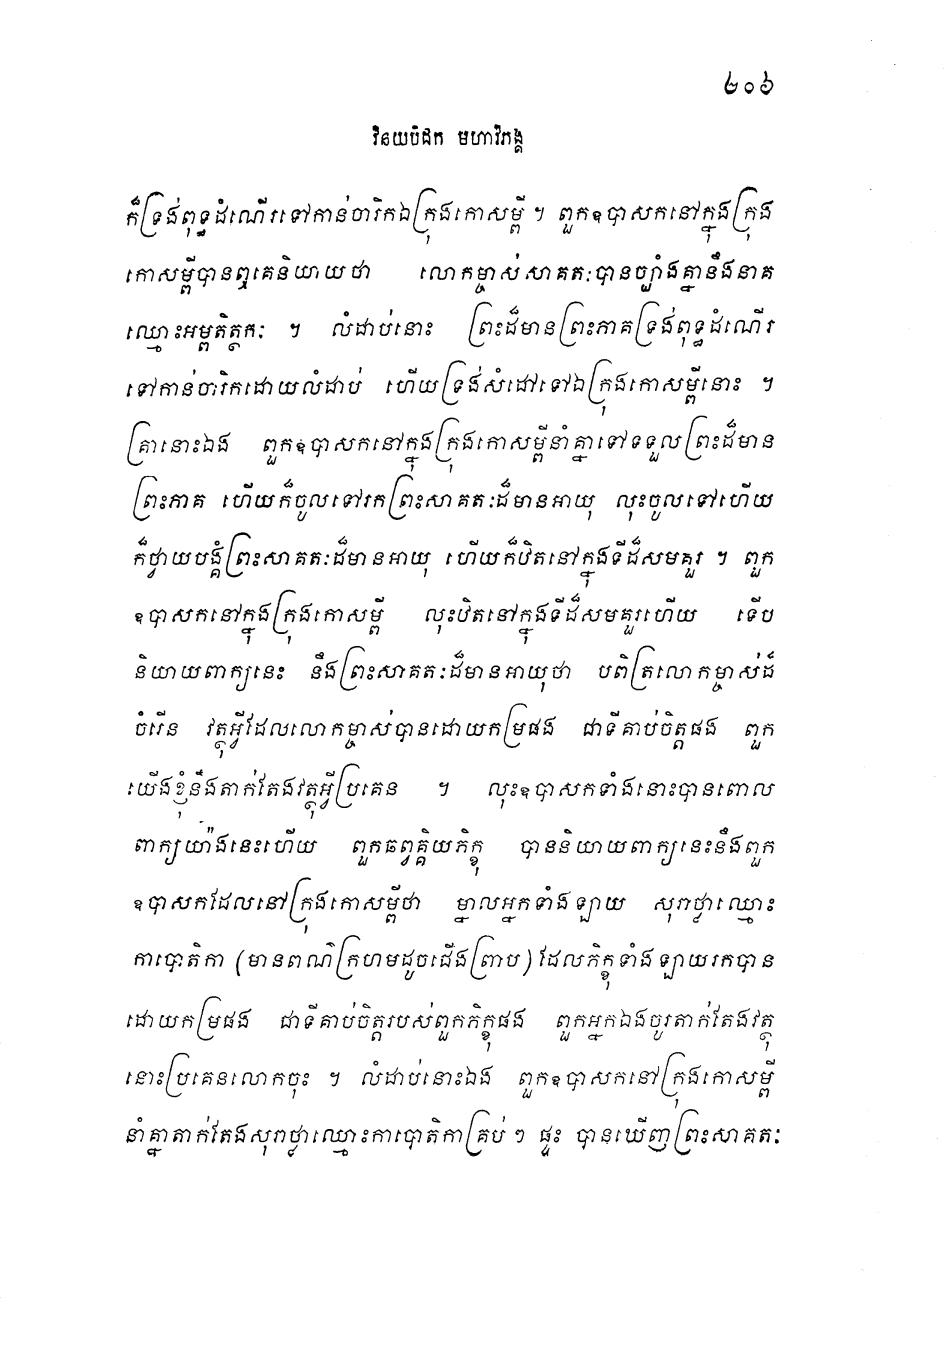 ២០៦
វិនយបិដក មហាវិភង្គ
ក៏ទ្រង់ពុទ្ធដំណើរទៅកាន់ចារិកឯក្រុងកោសម្ពី ។ ពួកឧបាសកនៅក្នុងក្រុង
កោសម្ពីបានឮគេនិយាយថា លោកម្ចាស់សាគតៈបានច្បាំងគ្នានឹងនាគ
ឈ្មោះអម្ពតិត្ថកៈ ។ លំដាប់នោះ ព្រះដ៏មានព្រះភាគទ្រង់ពុទ្ធដំណើរ
ទៅកាន់ចារិកដោយលំដាប់ ហើយទ្រង់សំដៅទៅឯក្រុងកោសម្ពីនោះ ។
គ្រានោះឯង ពួកឧបាសកនៅក្នុងក្រុងកោសម្ពីនាំគ្នាទៅទទួលព្រះដ៏មាន
ព្រះភាគ ហើយក៏ចូលទៅរកព្រះសាគតៈដ៏មានអាយុ លុះចូលទៅហើយ
ក៏ថ្វាយបង្គំព្រះសាគតៈដ៏មានអាយុ ហើយក៏ឋិតនៅក្នុងទីដ៏សមគួរ ។ ពួក
ឧបាសកនៅក្នុងក្រុងកោសម្ពី លុះឋិតនៅក្នុងទីដ៏សមគួរហើយ ទើប
និយាយពាក្យនេះ នឹងព្រះសាគតៈដ៏មានអាយុថា បពិត្រលោកម្ចាស់ដ៏
ចំរើន វត្ថុអ្វីដែលលោកម្ចាស់បានដោយកម្រផង ជាទីគាប់ចិត្តផង ពួក
យើងខ្ញុំនឹងតាក់តែងវត្ថុអ្វីប្រគេន ។ លុះឧបាសកទាំងនោះបានពោល
ពាក្យយ៉ាងនេះហើយ ពួកឆព្វគ្គិយភិក្ខុ បាននិយាយពាក្យនេះនឹងពួក
ឧបាសកដែលនៅក្រុងកោសម្ពីថា ម្នាលអ្នកទាំងឡាយ សុរាថ្លាឈ្មោះ
កាបោតិកា (មានពណ៌ក្រហមដូចជើងព្រាប) ដែលភិក្ខុទាំងឡាយរកបាន
ដោយកម្រផង ជាទីគាប់ចិត្តរបស់ពួកភិក្ខុផង ពួកអ្នកឯងចូរតាក់តែងវត្ថុ
នោះប្រគេនលោកចុះ ។ លំដាប់នោះឯង ពួកឧបាសកនៅក្រុងកោសម្ពី
នាំគ្នាតាក់តែងសុរាថ្លាឈ្មោះកាបោតិកាគ្រប់ៗ ផ្ទះ បានឃើញព្រះសាគតៈ